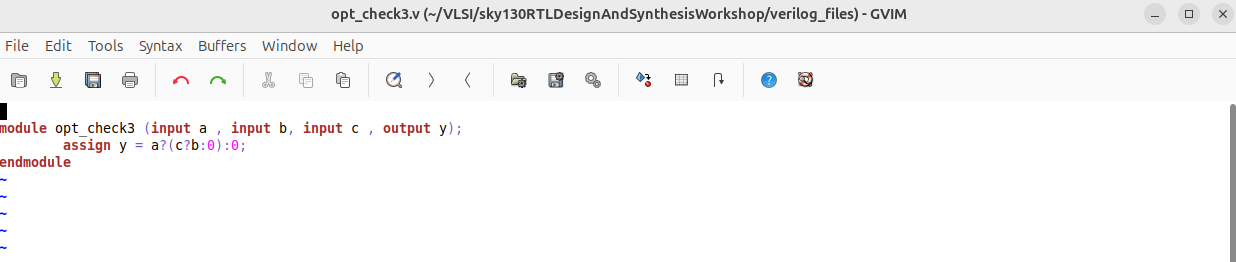 opt_check3.v (~/VLSI/sky130RTLDesignAndSynthesisWorkshop/verilog_files) - GVIM
File Edit Tools Syntax Buffers Window Help
module opt_check3 (input a , input b, input c , output y);
        assign y = a?(c?b:0):0;
endmodule
~
~
~
~
~